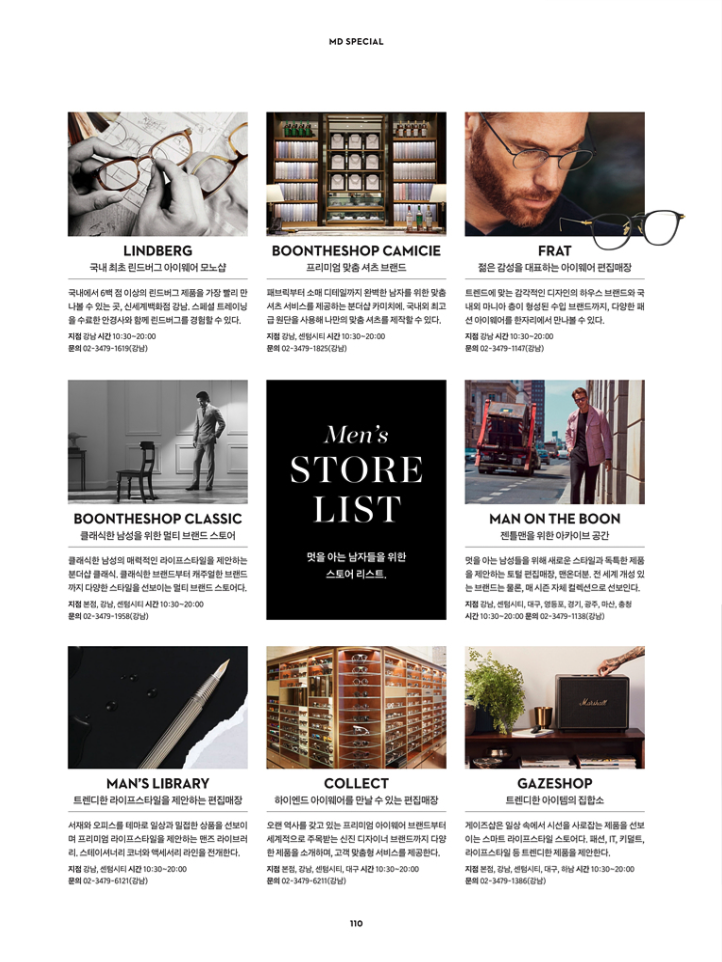 MD SPECIAL
LINDBERG
국내 최초 린드버그 아이웨어 모노샵
국내에서 6백 점 이상의 린드버그 제품을 가장 빨리 만
나볼 수 있는 곳, 신세계백화점 강남. 스페셜 트레이닝
을 수료한 안경사와 함께 린드버그를 경험할 수 있다.
지점 강남 시간 10:30~20:00
문의 02-3479-1619(강남)
BOONTHESHOP CAMICIE
프리미엄 맞춤 셔츠 브랜드
패브릭부터 소매 디테일까지 완벽한 남자를 위한 맞춤
셔츠 서비스를 제공하는 분더샵 카미치에. 국내외 최고
급 원단을 사용해 나만의 맞춤 셔츠를 제작할 수 있다.
지점 강남, 센텀시티 시간 10:30~20:00
문의 02-3479-1825(강남)
FRAT
젊은 감성을 대표하는 아이웨어 편집매장
트렌드에 맞는 감각적인 디자인의 하우스 브랜드와 국
내외 마니아 층이 형성된 수입 브랜드까지, 다양한 패
션 아이웨어를 한자리에서 만나볼 수 있다.
지점 강남 시간 10:30~20:00
문의 02-3479-1147(강남)
BOONTHESHOP CLASSIC
클래식한 남성을 위한 멀티 브랜드 스토어
클래식한 남성의 매력적인 라이프스타일을 제안하는
분더샵 클래식. 클래식한 브랜드부터 캐주얼한 브랜드
까지 다양한 스타일을 선보이는 멀티 브랜드 스토어다.
지점 본점, 강남, 센텀시티 시간 10:30~20:00
문의 02-3479-1958(강남)
Men's
STORE
LIST
멋을 아는 남자들을 위한
스토어 리스트.
MAN ON THE BOON
젠틀맨을 위한 아카이브 공간
멋을 아는 남성들을 위해 새로운 스타일과 독특한 제품
을 제안하는 토털 편집매장, 맨온더분. 전 세계 개성 있
는 브랜드는 물론, 매 시즌 자체 컬렉션으로 선보인다.
지점 강남, 센텀시티, 대구, 영등포, 경기, 광주, 마산, 충청
시간 10:30~20:00 문의 02-3479-1138(강남)
Marshall
MAN'S LIBRARY
트렌디한 라이프스타일을 제안하는 편집매장
서재와 오피스를 테마로 일상과 밀접한 상품을 선보이
며 프리미엄 라이프스타일을 제안하는 맨즈 라이브러
리. 스테이셔너리 코너와 액세서리 라인을 전개한다.
지점 강남, 센텀시티 시간 10:30~20:00
문의 02-3479-6121(강남)
COLLECT
하이엔드 아이웨어를 만날 수 있는 편집매장
오랜 역사를 갖고 있는 프리미엄 아이웨어 브랜드부터
세계적으로 주목받는 신진 디자이너 브랜드까지 다양
한 제품을 소개하며, 고객 맞춤형 서비스를 제공한다.
지점 본점, 강남, 센텀시티, 대구 시간 10:30~20:00
문의 02-3479-6211(강남)
GAZESHOP
트렌디한 아이템의 집합소
게이즈샵은 일상 속에서 시선을 사로잡는 제품을 선보
이는 스마트 라이프스타일 스토어다. 패션, IT, 키덜트,
라이프스타일 등 트렌디한 제품을 제안한다.
지점 본점, 강남, 센텀시티, 대구, 하남 시간 10:30~20:00
문의 02-3479-1386(강남)
110